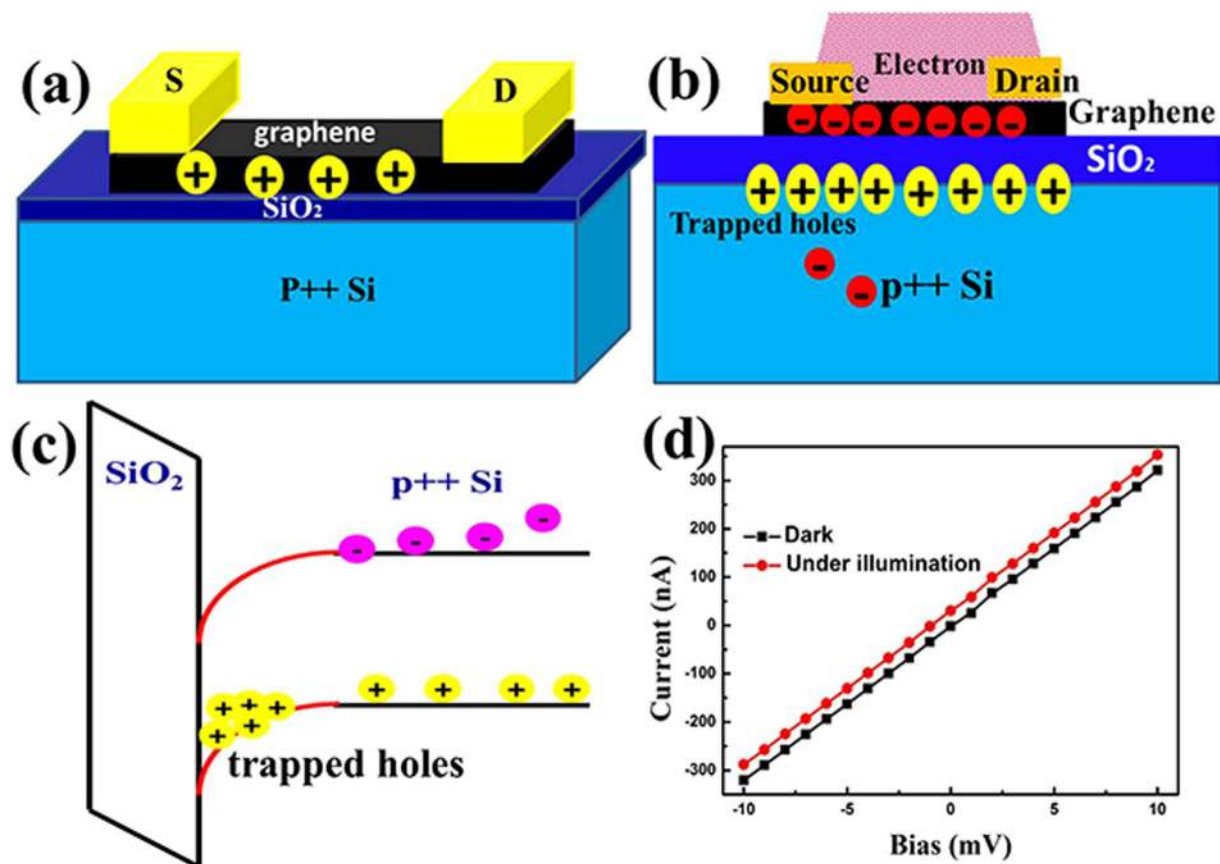 (a)
S
D
graphene
+ + + +
SiO₂
P++ Si
(b)
Electron
Source
Drain
- - - - - - -
Graphene
SiO₂
+ + + + + + + +
Trapped holes
-
-
p++ Si
(c)
SiO₂
p++ Si
- - - -
+ + + +
+ + +
+ +
trapped holes
(d)
Dark
Under illumination
Current (nA)
300
200
100
0
-100
-200
-300
-10 -5 0 5 10
Bias (mV)